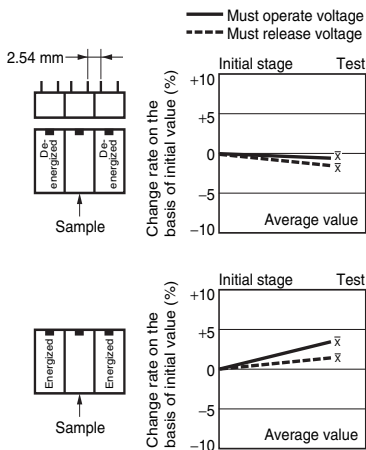 Must operate voltage
Must release voltage
2.54 mm
De-
energized
De-
energized
Sample
Change rate on the
basis of initial value (%)
Initial stage
Test
+10
+5
0
−5
−10
x̄
x̄
Average value
Energized
Energized
Sample
Change rate on the
basis of initial value (%)
Initial stage
Test
+10
+5
0
−5
−10
x̄
x̄
Average value